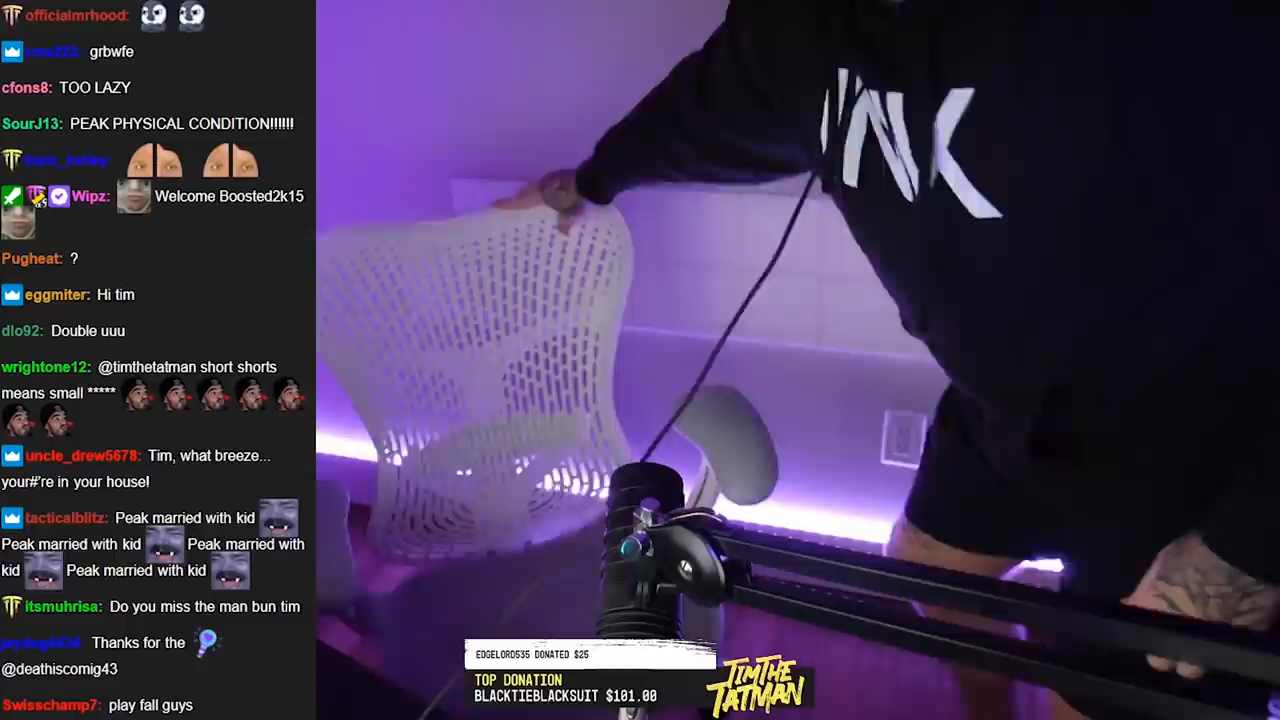 officialmrhood:
cmx223: grbwfe
cfons8: TOO LAZY
SourJ13: PEAK PHYSICAL CONDITION!!!!!!
Wipz: Welcome Boosted2k15
Pugheat: ?
eggmiter: Hi tim
dlo92: Double uuu
wrightone12: @timthetatman short shorts
means small *****
uncle_drew5678: Tim, what breeze...
your#'re in your house!
tacticalblitz: Peak married with kid
Peak married with kid Peak married with
kid Peak married with kid
itsmuhrisa: Do you miss the man bun tim
jaydog4434: Thanks for the
@deathiscomig43
Swisschamp7: play fall guys
EDGELORD535 DONATED $25
TOP DONATION
BLACKTIEBLACKSUIT $101.00
TIMTHE
TATMAN